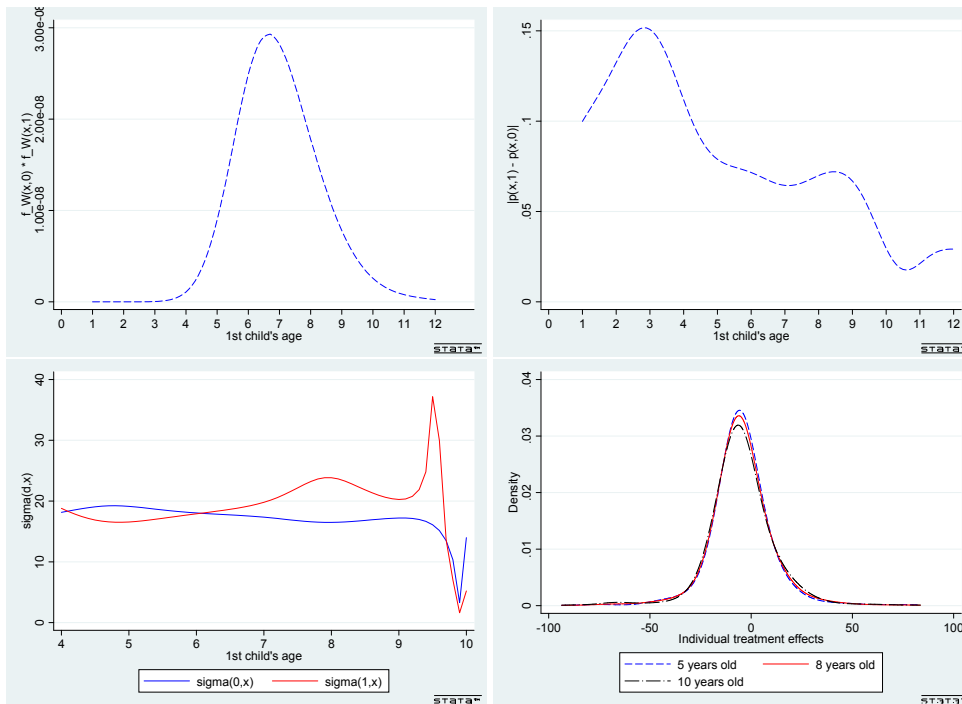 f_W(x,0) * f_W(x,1)
3.00e-08
2.00e-08
1.00e-08
0
0 1 2 3 4 5 6 7 8 9 10 11 12
1st child's age
STATA™
|p(x,1) - p(x,0)|
.15
.1
.05
0
0 1 2 3 4 5 6 7 8 9 10 11 12
1st child's age
STATA
sigma(d,x)
40
30
20
10
0
4 5 6 7 8 9 10
1st child's age
sigma(0,x) sigma(1,x)
STATA™
Density
.04
.03
.02
.01
0
-100 -50 0 50 100
Individual treatment effects
5 years old 8 years old
10 years old
STATA